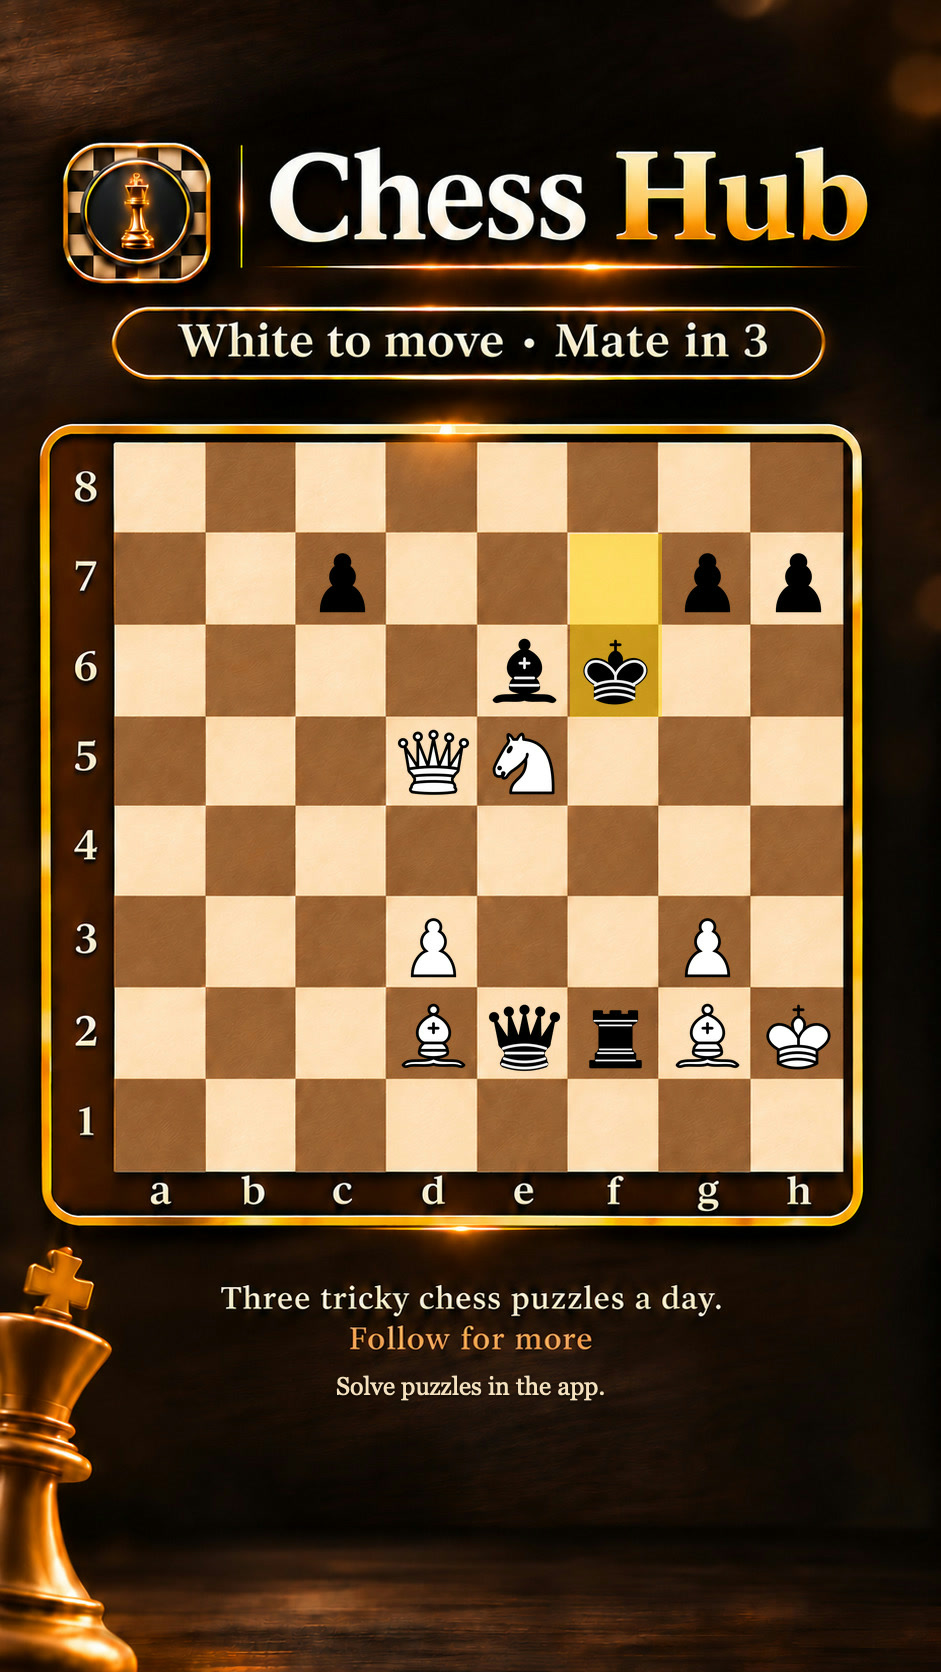 Chess Hub
White to move • Mate in 3
8
7
6
5
4
3
2
1
a b c d e f g h
Three tricky chess puzzles a day.
Follow for more
Solve puzzles in the app.